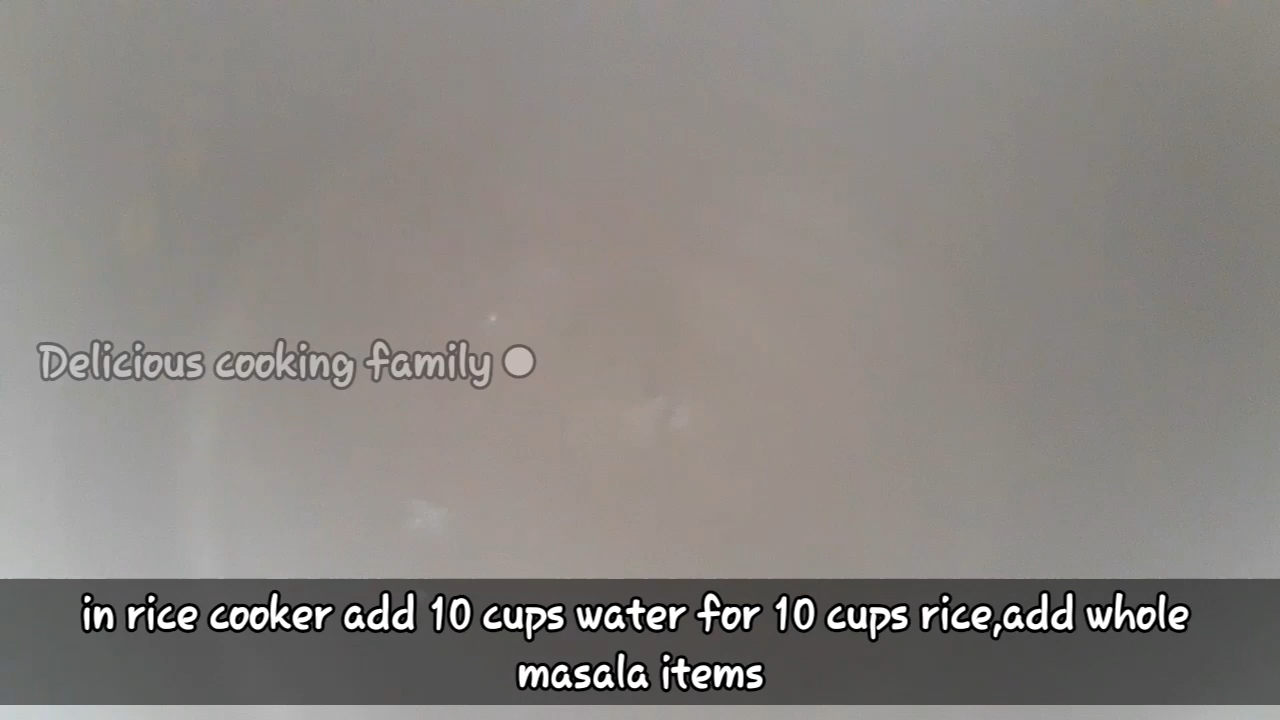 Delicious cooking family
in rice cooker add 10 cups water for 10 cups rice,add whole
masala items